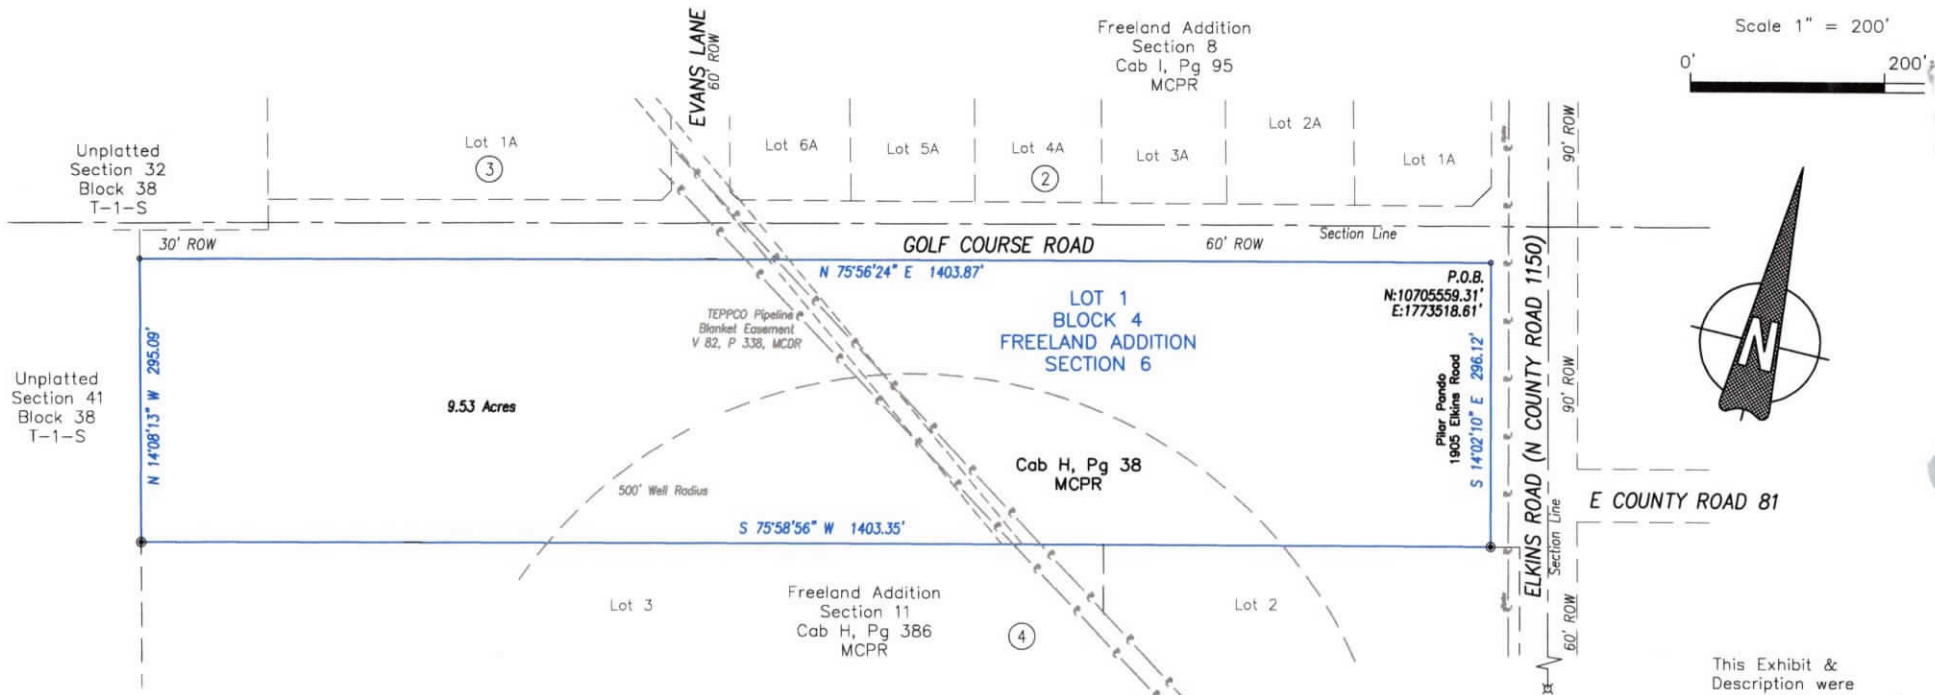 Scale 1" = 200'
0'
200'
EVANS LANE
60' ROW
Freeland Addition
Section 8
Cab I, Pg 95
MCPR
Unplatted
Section 32
Block 38
T-1-S
Lot 1A
3
Lot 6A
Lot 5A
Lot 4A
2
Lot 3A
Lot 2A
Lot 1A
90' ROW
30' ROW
GOLF COURSE ROAD
60' ROW
Section Line
N 75°56'24" E 1403.87'
P.O.B.
N:10705559.31'
E:1773518.61'
LOT 1
BLOCK 4
FREELAND ADDITION
SECTION 6
TEPPCO Pipeline
Blanket Easement
V 82, P 338, MCDR
N 14°08'13" W 295.09'
Unplatted
Section 41
Block 38
T-1-S
9.53 Acres
Pilar Pando
1905 Elkins Road
S 14°02'10" E 296.12'
ELKINS ROAD (N COUNTY ROAD 1150)
90' ROW
N
Cab H, Pg 38
MCPR
500' Well Radius
Section Line
E COUNTY ROAD 81
S 75°58'56" W 1403.35'
Lot 3
Freeland Addition
Section 11
Cab H, Pg 386
MCPR
4
Lot 2
60' ROW
This Exhibit &
Description were